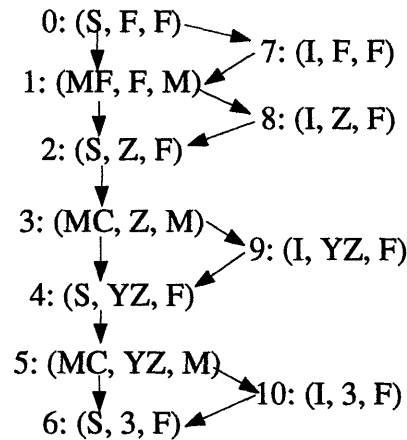 0: (S, F, F)
7: (I, F, F)
1: (MF, F, M)
8: (I, Z, F)
2: (S, Z, F)
3: (MC, Z, M)
9: (I, YZ, F)
4: (S, YZ, F)
5: (MC, YZ, M)
10: (I, 3, F)
6: (S, 3, F)